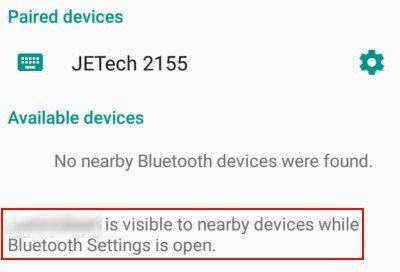 Paired devices
JETech 2155
Available devices
No nearby Bluetooth devices were found.
is visible to nearby devices while
Bluetooth Settings is open.